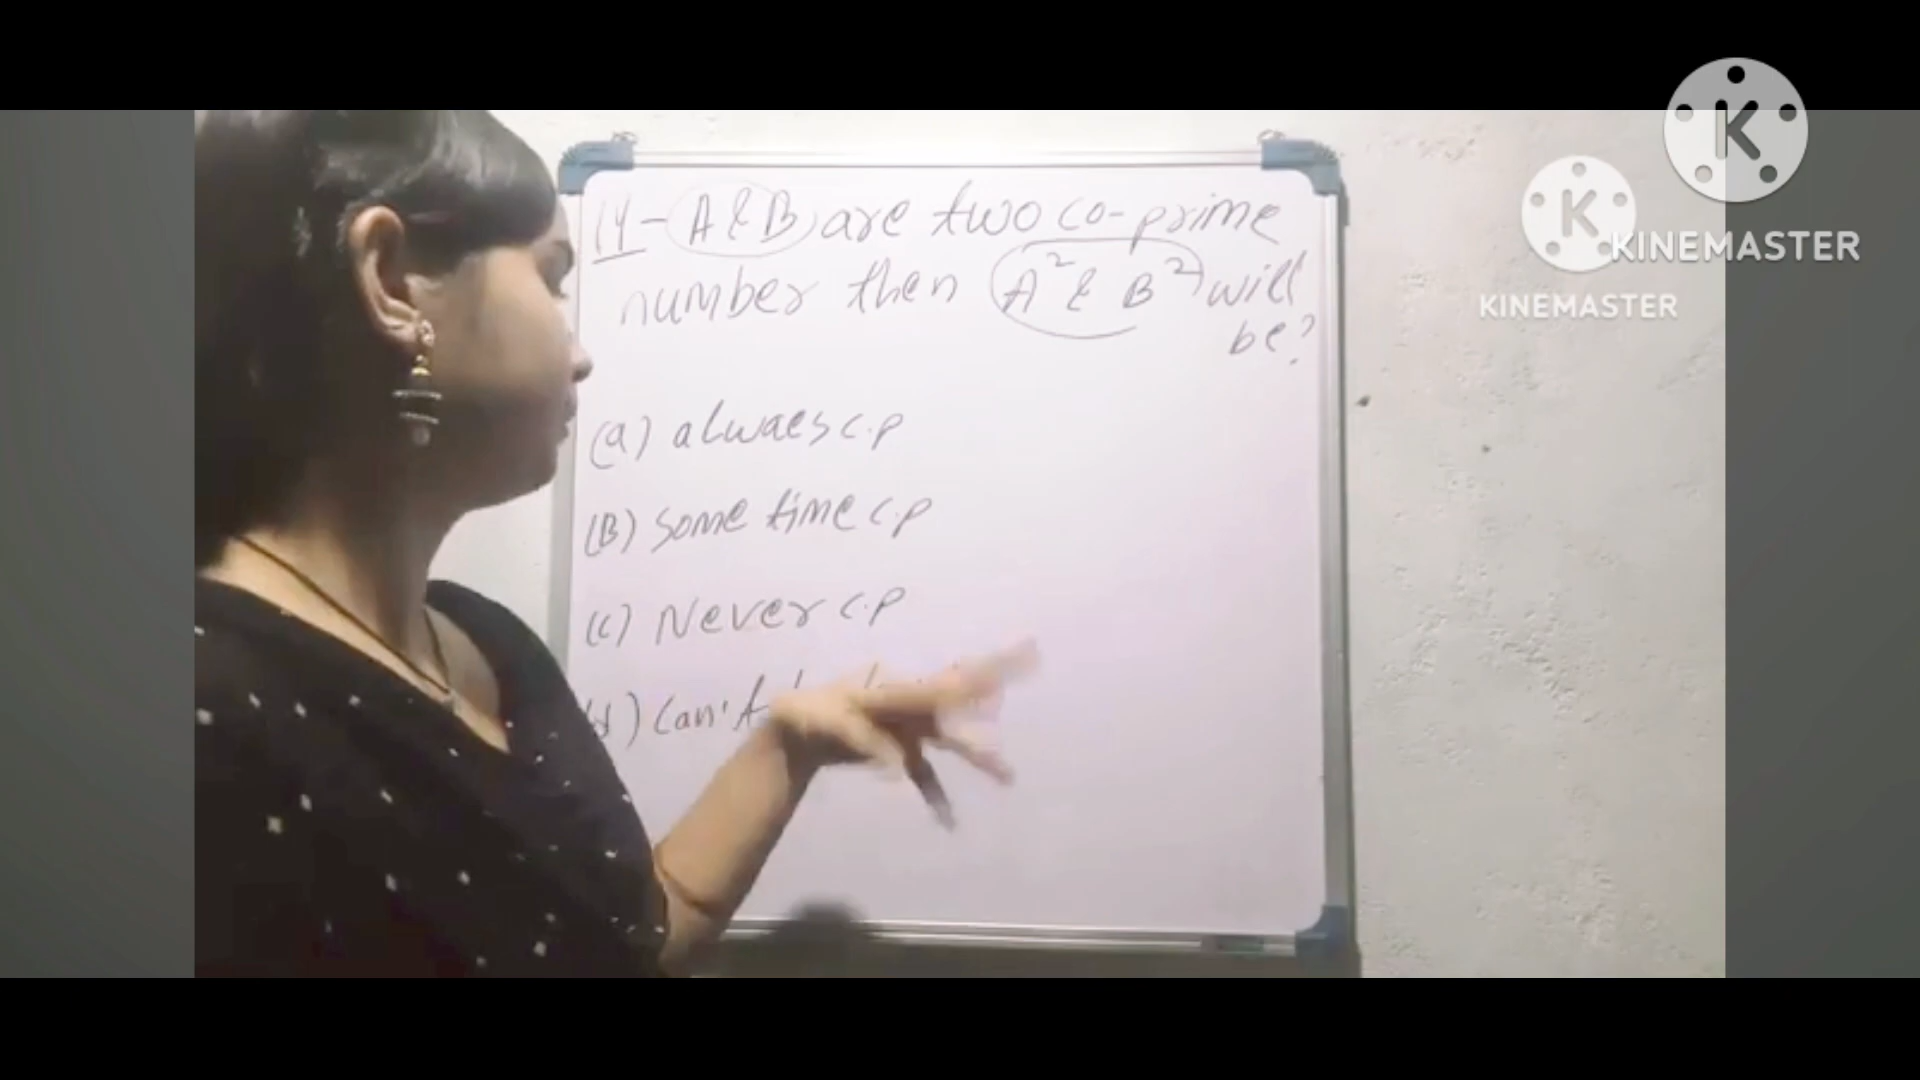 14- A & B are two co-prime
number then A² & B² will
be?
(a) alwaes c.p
(B) Some time c.p
(c) Never c.p
(d) Can't
K
KINEMASTER
K
KINEMASTER